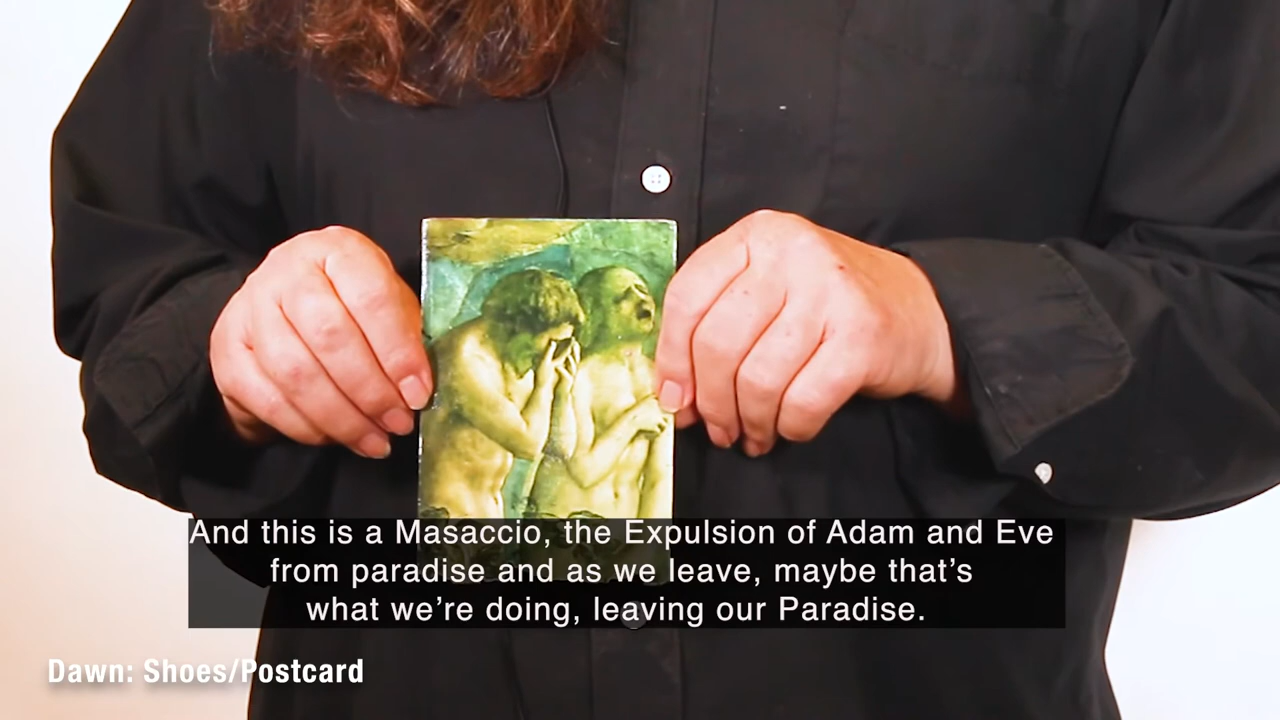 And this is a Masaccio, the Expulsion of Adam and Eve
from paradise and as we leave, maybe that's
what we're doing, leaving our Paradise.
Dawn: Shoes/Postcard